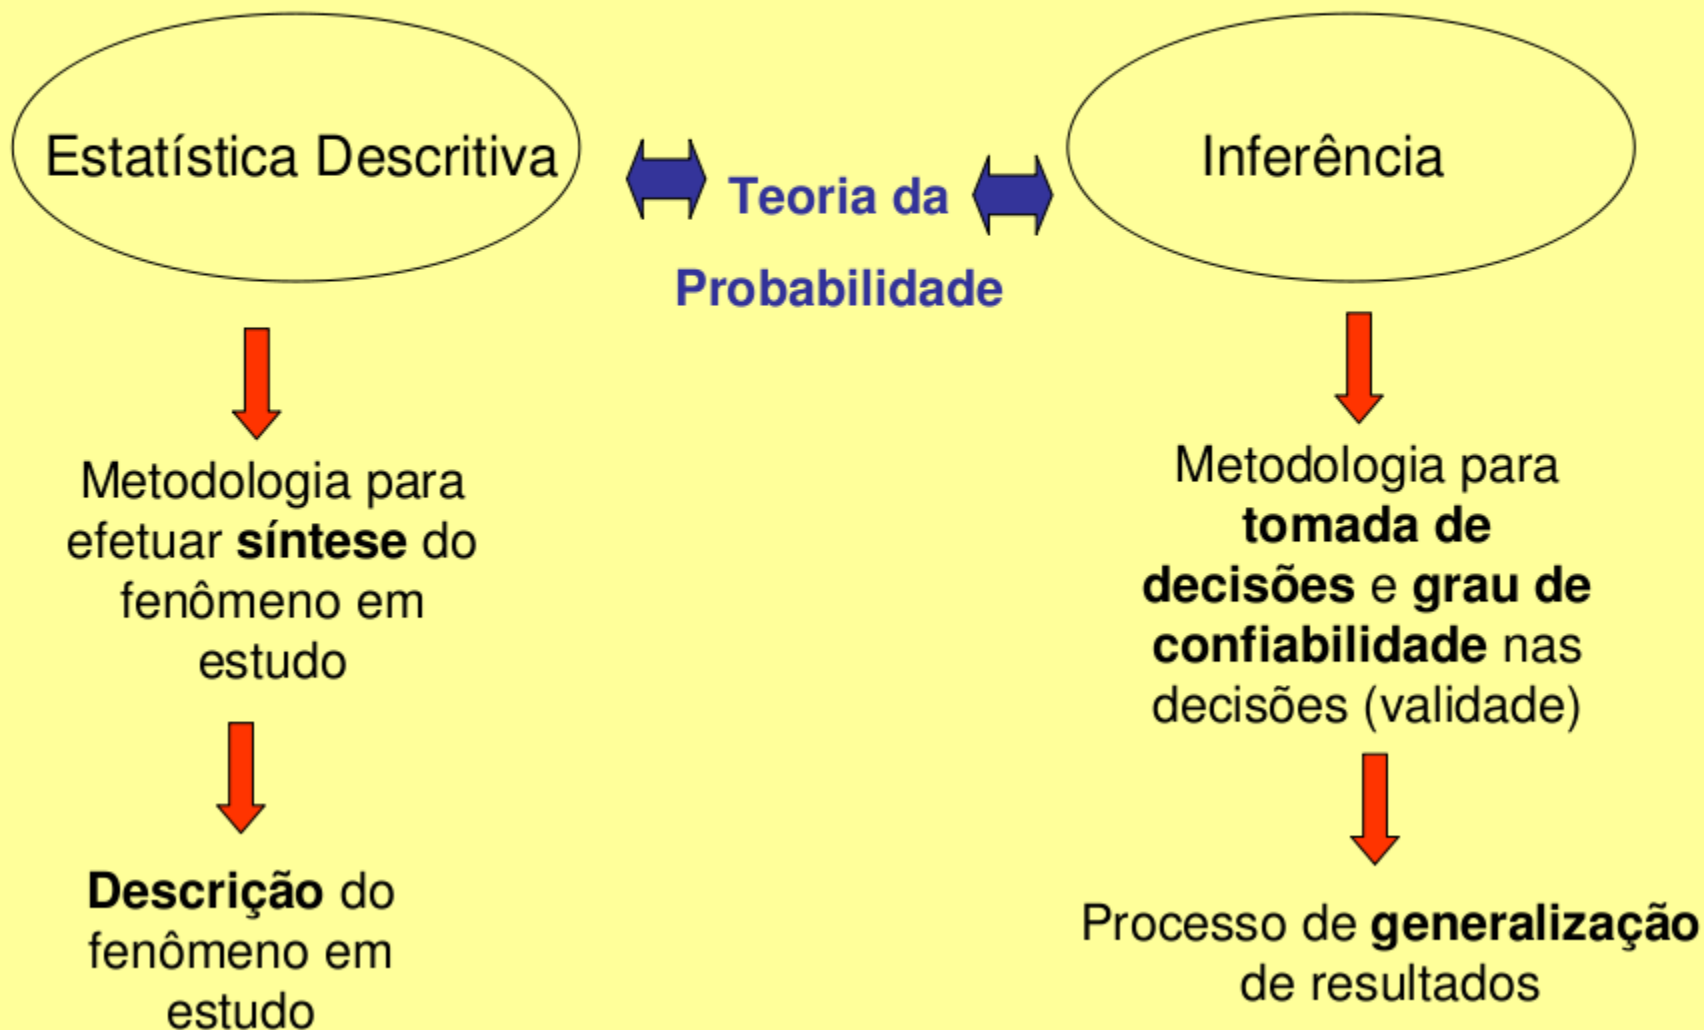 Estatística Descritiva
Teoria da
Probabilidade
Inferência
Metodologia para
efetuar síntese do
fenômeno em
estudo
Descrição do
fenômeno em
estudo
Metodologia para
tomada de
decisões e grau de
confiabilidade nas
decisões (validade)
Processo de generalização
de resultados